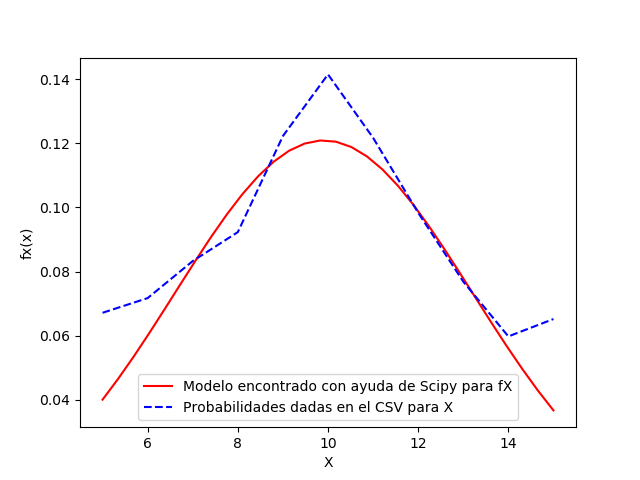 0.14
0.12
0.10
0.08
0.06
0.04
fx(x)
Modelo encontrado con ayuda de Scipy para fX
Probabilidades dadas en el CSV para X
6 8 10 12 14
X